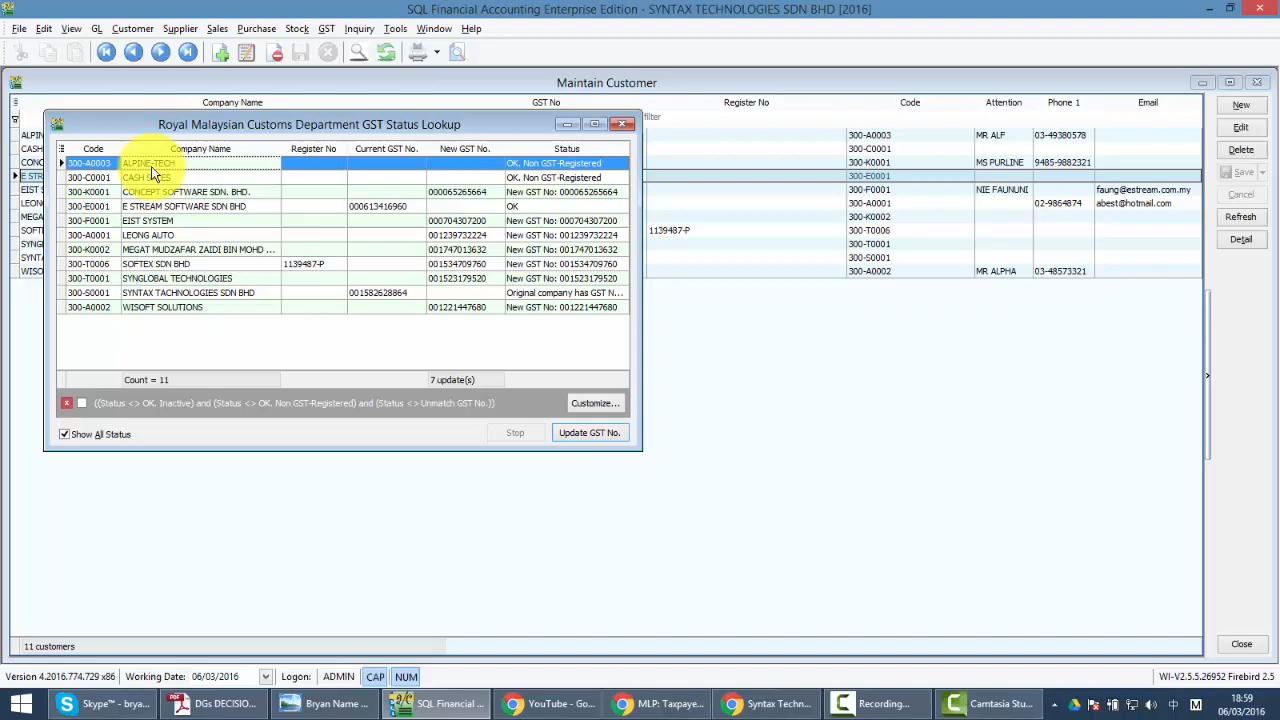 SQL Financial Accounting Enterprise Edition - SYNTAX TECHNOLOGIES SDN BHD [2016]
File Edit View GL Customer Supplier Sales Purchase Stock GST Inquiry Tools Window Help
Maintain Customer
Company Name GST No Register No Code Attention Phone 1 Email
filter
New
Edit
Delete
Save
Cancel
Refresh
Detail
Close
ALPIN 300-A0003 MR ALF 03-49380578
CASH 300-C0001
CONC 300-K0001 MS PURLINE 9485-9882321
E STR 300-E0001
EIST S 300-F0001 NIE FAUNUNI faung@estream.com.my
LEON 300-A0001 02-9864874 abest@hotmail.com
MEGA 300-K0002
SOFT 1139487-P 300-T0006
SYNG 300-T0001
SYNTA 300-S0001
WISO 300-A0002 MR ALPHA 03-48573321
Royal Malaysian Customs Department GST Status Lookup
Code Company Name Register No Current GST No. New GST No. Status
300-A0003 ALPINE-TECH OK. Non GST-Registered
300-C0001 CASH SALES OK. Non GST-Registered
300-K0001 CONCEPT SOFTWARE SDN. BHD. 000065265664 New GST No: 000065265664
300-E0001 E STREAM SOFTWARE SDN BHD 000613416960 OK
300-F0001 EIST SYSTEM 000704307200 New GST No: 000704307200
300-A0001 LEONG AUTO 001239732224 New GST No: 001239732224
300-K0002 MEGAT MUDZAFAR ZAIDI BIN MOHD ... 001747013632 New GST No: 001747013632
300-T0006 SOFTEX SDN BHD 1139487-P 001534709760 New GST No: 001534709760
300-T0001 SYNGLOBAL TECHNOLOGIES 001523179520 New GST No: 001523179520
300-S0001 SYNTAX TACHNOLOGIES SDN BHD 001582628864 Original company has GST N...
300-A0002 WISOFT SOLUTIONS 001221447680 New GST No: 001221447680
Count = 11 7 update(s)
((Status <> OK. Inactive) and (Status <> OK. Non GST-Registered) and (Status <> Unmatch GST No.)) Customize...
Show All Status Stop Update GST No.
11 customers
Version 4.2016.774.729 x86 Working Date: 06/03/2016 Logon: ADMIN CAP NUM WI-V2.5.5.26952 Firebird 2.5
Skype™ - brya... DGs DECISIO... Bryan Name ... SQL Financial ... YouTube - Go... MLP: Taxpaye... Syntax Techn... Recording... Camtasia Stu... 中 M 18:59
06/03/2016